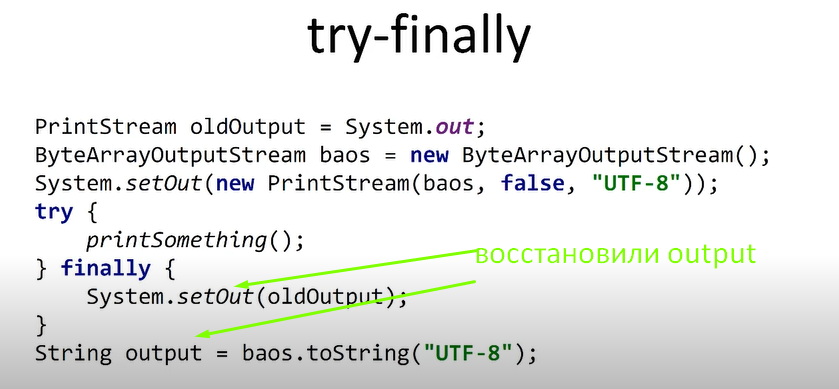 try-finally
PrintStream oldOutput = System.out;
ByteArrayOutputStream baos = new ByteArrayOutputStream();
System.setOut(new PrintStream(baos, false, "UTF-8"));
try {
    printSomething();
} finally {
восстановили output
    System.setOut(oldOutput);
}
String output = baos.toString("UTF-8");